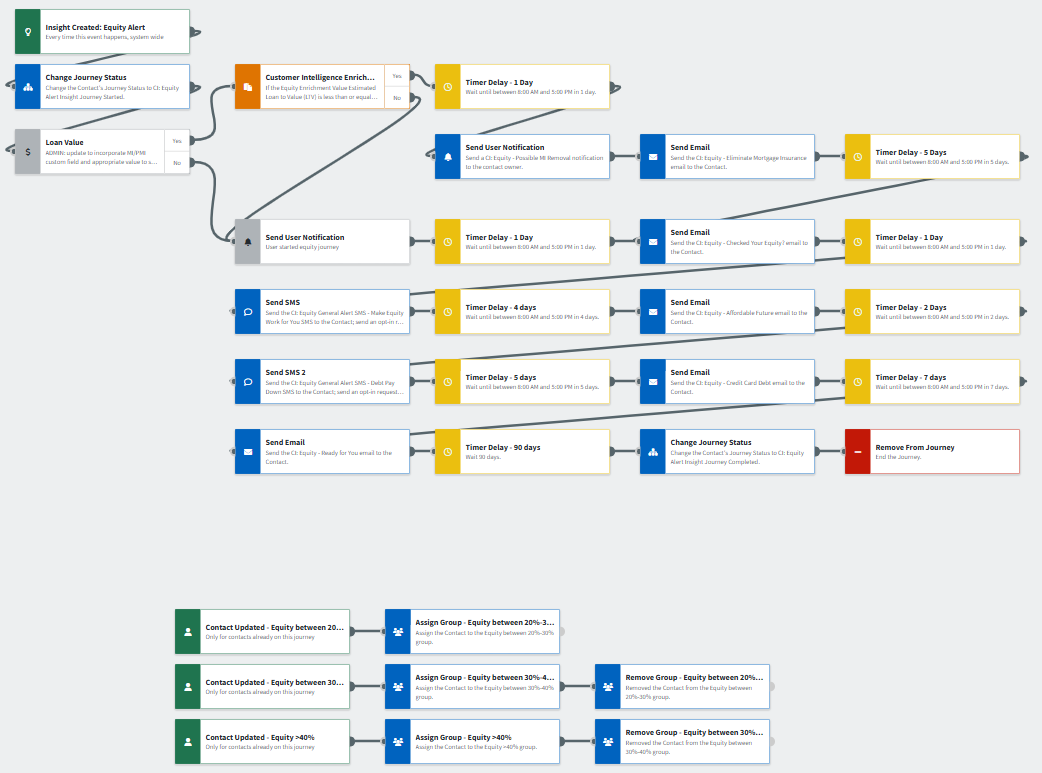 Insight Created: Equity Alert
Every time this event happens, system wide
Change Journey Status
Change the Contact's Journey Status to CI: Equity
Alert Insight Journey Started.
Customer Intelligence Enrich...
If the Equity Enrichment Value Estimated
Loan to Value (LTV) is less than or equal...
Yes
No
Timer Delay - 1 Day
Wait until between 8:00 AM and 5:00 PM in 1 day.
Loan Value
ADMIN: update to incorporate MI/PMI
custom field and appropriate value to s...
Yes
No
Send User Notification
Send a CI: Equity - Possible MI Removal notification
to the contact owner.
Send Email
Send the CI: Equity - Eliminate Mortgage Insurance
email to the Contact.
Timer Delay - 5 Days
Wait until between 8:00 AM and 5:00 PM in 5 days.
Send User Notification
User started equity journey
Timer Delay - 1 Day
Wait until between 8:00 AM and 5:00 PM in 1 day.
Send Email
Send the CI: Equity - Checked Your Equity? email to
the Contact.
Timer Delay - 1 Day
Wait until between 8:00 AM and 5:00 PM in 1 day.
Send SMS
Send the CI: Equity General Alert SMS - Make Equity
Work for You SMS to the Contact; send an opt-in r...
Timer Delay - 4 days
Wait until between 8:00 AM and 5:00 PM in 4 days.
Send Email
Send the CI: Equity - Affordable Future email to the
Contact.
Timer Delay - 2 Days
Wait until between 8:00 AM and 5:00 PM in 2 days.
Send SMS 2
Send the CI: Equity General Alert SMS - Debt Pay
Down SMS to the Contact; send an opt-in request...
Timer Delay - 5 days
Wait until between 8:00 AM and 5:00 PM in 5 days.
Send Email
Send the CI: Equity - Credit Card Debt email to the
Contact.
Timer Delay - 7 days
Wait until between 8:00 AM and 5:00 PM in 7 days.
Send Email
Send the CI: Equity - Ready for You email to the
Contact.
Timer Delay - 90 days
Wait 90 days.
Change Journey Status
Change the Contact's Journey Status to CI: Equity
Alert Insight Journey Completed.
Remove From Journey
End the Journey.
Contact Updated - Equity between 20...
Only for contacts already on this journey
Assign Group - Equity between 20%-3...
Assign the Contact to the Equity between 20%-30%
group.
Contact Updated - Equity between 30...
Only for contacts already on this journey
Assign Group - Equity between 30%-4...
Assign the Contact to the Equity between 30%-40%
group.
Remove Group - Equity between 20%...
Removed the Contact from the Equity between
20%-30% group.
Contact Updated - Equity >40%
Only for contacts already on this journey
Assign Group - Equity >40%
Assign the Contact to the Equity >40% group.
Remove Group - Equity between 30%...
Removed the Contact from the Equity between
30%-40% group.